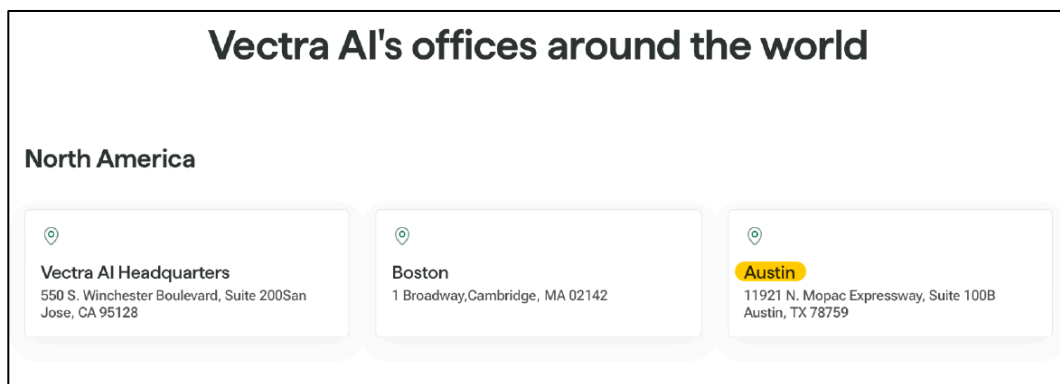 Vectra AI's offices around the world
North America
Vectra AI Headquarters
550 S. Winchester Boulevard, Suite 200San
Jose, CA 95128
Boston
1 Broadway,Cambridge, MA 02142
Austin
11921 N. Mopac Expressway, Suite 100B
Austin, TX 78759